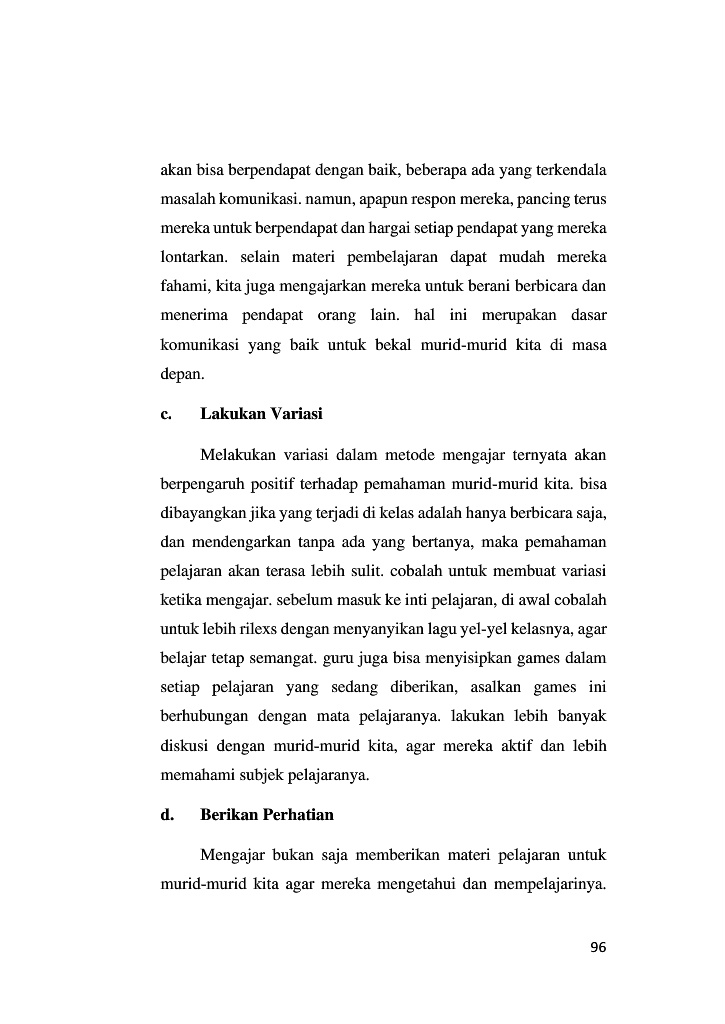 akan bisa berpendapat dengan baik, beberapa ada yang terkendala
masalah komunikasi. namun, apapun respon mereka, pancing terus
mereka untuk berpendapat dan hargai setiap pendapat yang mereka
lontarkan. selain materi pembelajaran dapat mudah mereka
fahami, kita juga mengajarkan mereka untuk berani berbicara dan
menerima pendapat orang lain. hal ini merupakan dasar
komunikasi yang baik untuk bekal murid-murid kita di masa
depan.
c. Lakukan Variasi
Melakukan variasi dalam metode mengajar ternyata akan
berpengaruh positif terhadap pemahaman murid-murid kita. bisa
dibayangkan jika yang terjadi di kelas adalah hanya berbicara saja,
dan mendengarkan tanpa ada yang bertanya, maka pemahaman
pelajaran akan terasa lebih sulit. cobalah untuk membuat variasi
ketika mengajar. sebelum masuk ke inti pelajaran, di awal cobalah
untuk lebih rilexs dengan menyanyikan lagu yel-yel kelasnya, agar
belajar tetap semangat. guru juga bisa menyisipkan games dalam
setiap pelajaran yang sedang diberikan, asalkan games ini
berhubungan dengan mata pelajaranya. lakukan lebih banyak
diskusi dengan murid-murid kita, agar mereka aktif dan lebih
memahami subjek pelajaranya.
d. Berikan Perhatian
Mengajar bukan saja memberikan materi pelajaran untuk
murid-murid kita agar mereka mengetahui dan mempelajarinya.
96